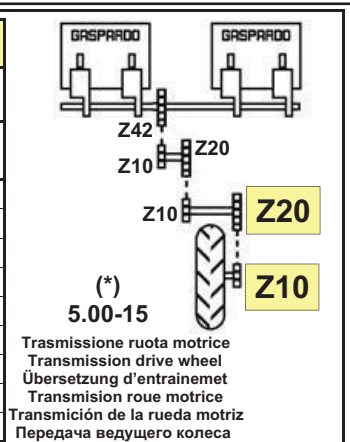 GASPARDO GASPARDO
Z42
Z10 Z20
Z10 Z20
Z10
(*)
5.00-15
Trasmissione ruota motrice
Transmission drive wheel
Übersetzung d'entrainemet
Transmision roue motrice
Transmición de la rueda motriz
Передача ведущего колеса